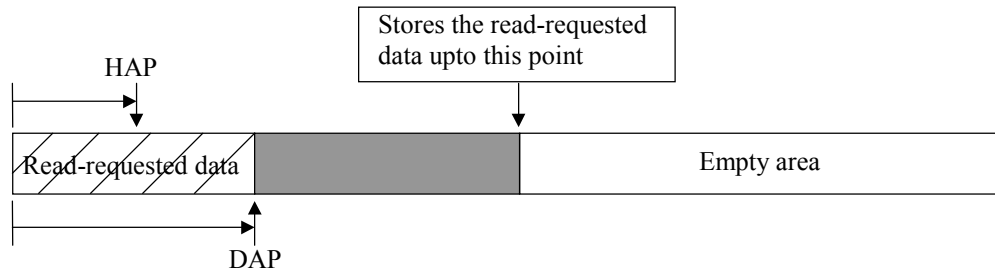 Stores the read-requested
data upto this point
HAP
Read-requested data
Empty area
DAP